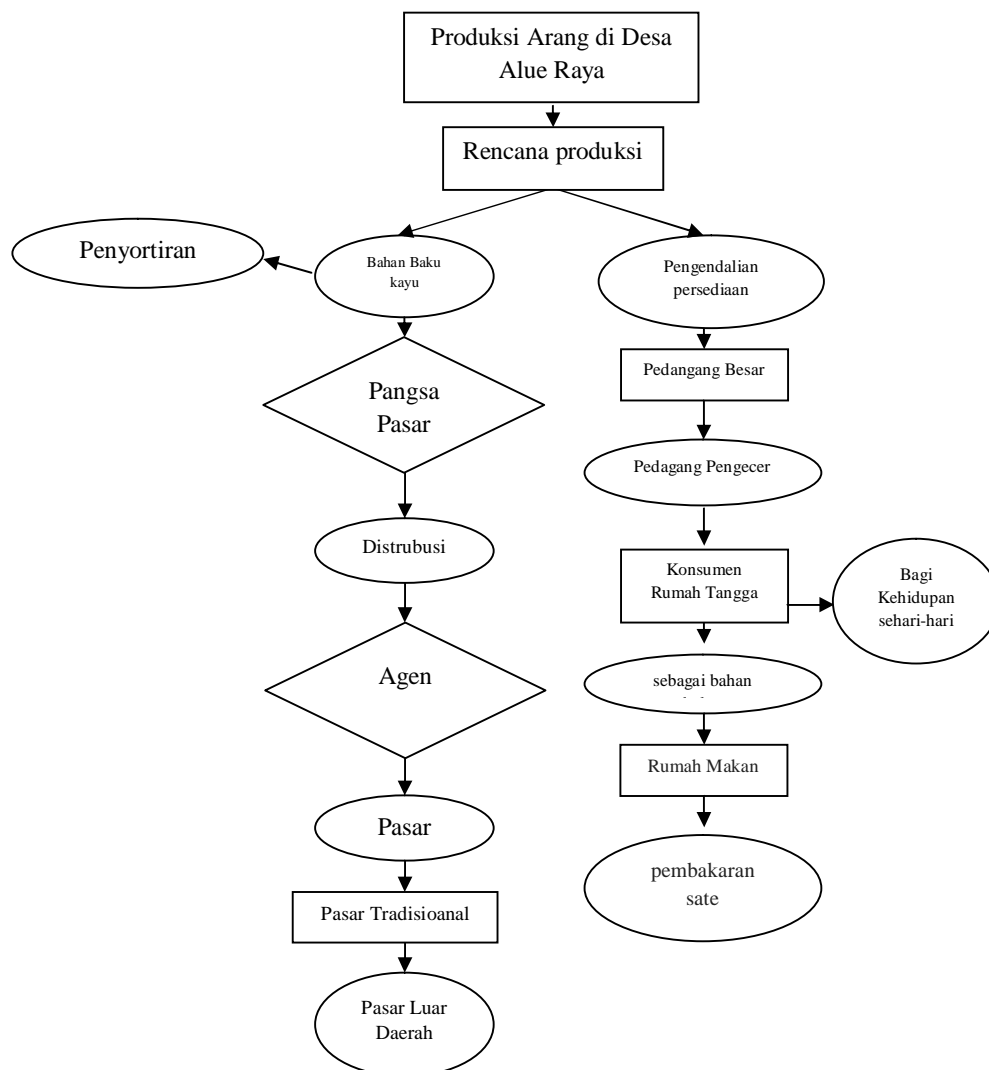 Produksi Arang di Desa
Alue Raya
Rencana produksi
Penyortiran
Bahan Baku
kayu
Pengendalian
persediaan
Pedangang Besar
Pangsa
Pasar
Pedagang Pengecer
Distrubusi
Konsumen
Rumah Tangga
Bagi
Kehidupan
sehari-hari
Agen
sebagai bahan
Rumah Makan
Pasar
pembakaran
sate
Pasar Tradisioanal
Pasar Luar
Daerah